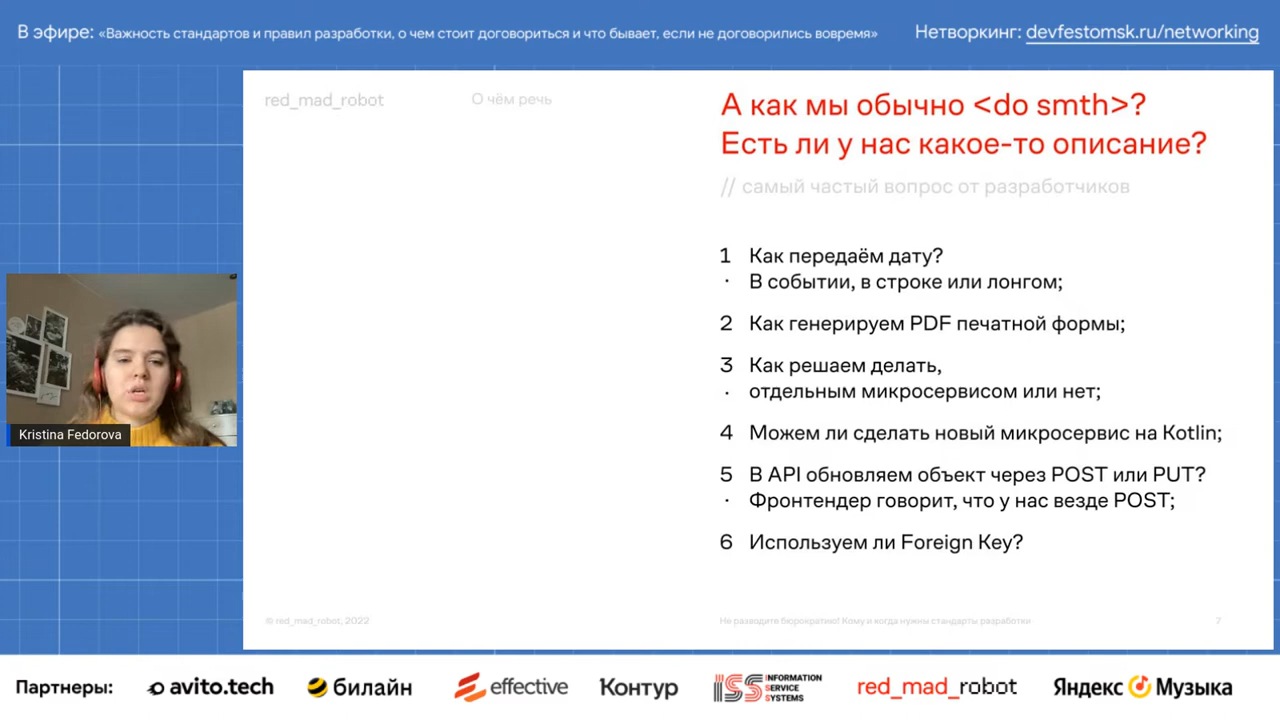 В эфире: «Важность стандартов и правил разработки, о чем стоит договориться и что бывает, если не договорились вовремя»
Нетворкинг: devfestomsk.ru/networking
red_mad_robot
О чём речь
А как мы обычно <do smth>?
Есть ли у нас какое-то описание?
// самый частый вопрос от разработчиков
1 Как передаём дату?
· В событии, в строке или лонгом;
2 Как генерируем PDF печатной формы;
3 Как решаем делать,
· отдельным микросервисом или нет;
4 Можем ли сделать новый микросервис на Kotlin;
5 В API обновляем объект через POST или PUT?
· Фронтендер говорит, что у нас везде POST;
6 Используем ли Foreign Key?
Kristina Fedorova
© red_mad_robot, 2022
Не разводите бюрократию! Кому и когда нужны стандарты разработки
7
Партнеры:
avito.tech
билайн
effective
Контур
ISS INFORMATION
SERVICE
SYSTEMS
red_mad_robot
Яндекс Музыка